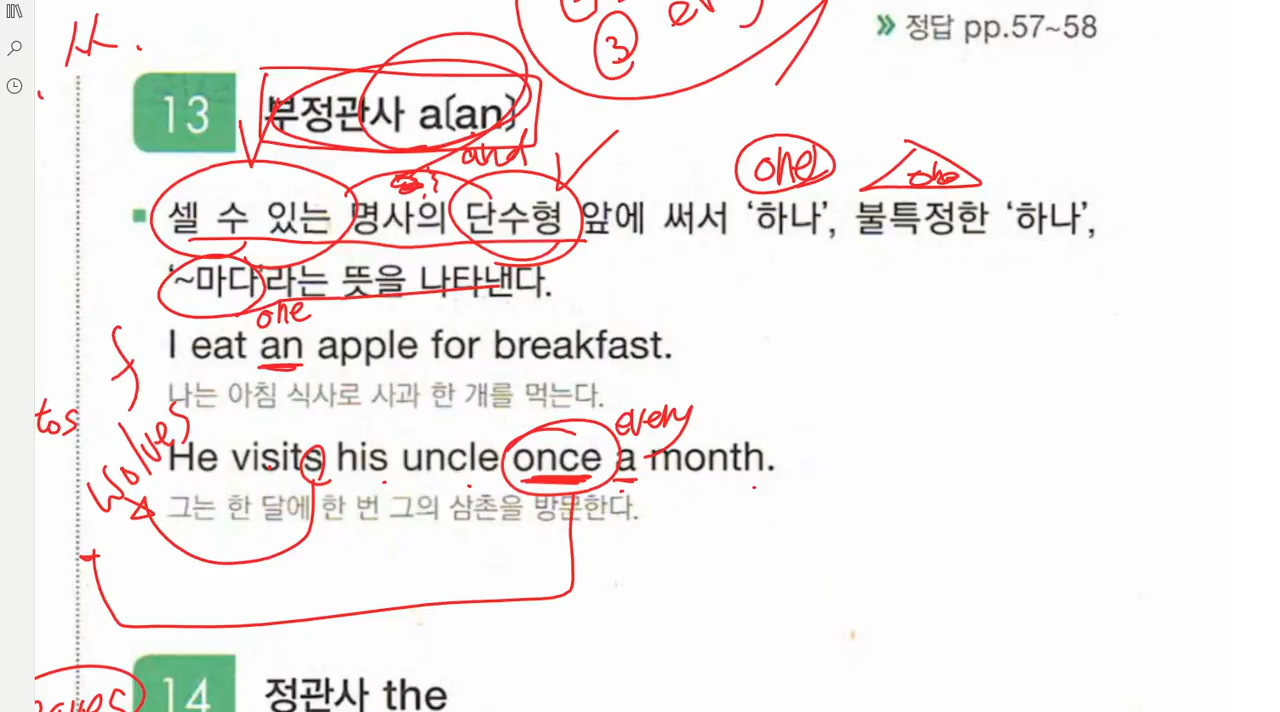 ③
» 정답 pp.57~58
13 부정관사 a(an)
and
one one
셀 수 있는 명사의 단수형 앞에 써서 ‘하나’, 불특정한 ‘하나’,
‘~마다’라는 뜻을 나타낸다.
one
I eat an apple for breakfast.
나는 아침 식사로 사과 한 개를 먹는다.
f
tos
wolves
every
He visits his uncle once a month.
그는 한 달에 한 번 그의 삼촌을 방문한다.
14 정관사 the